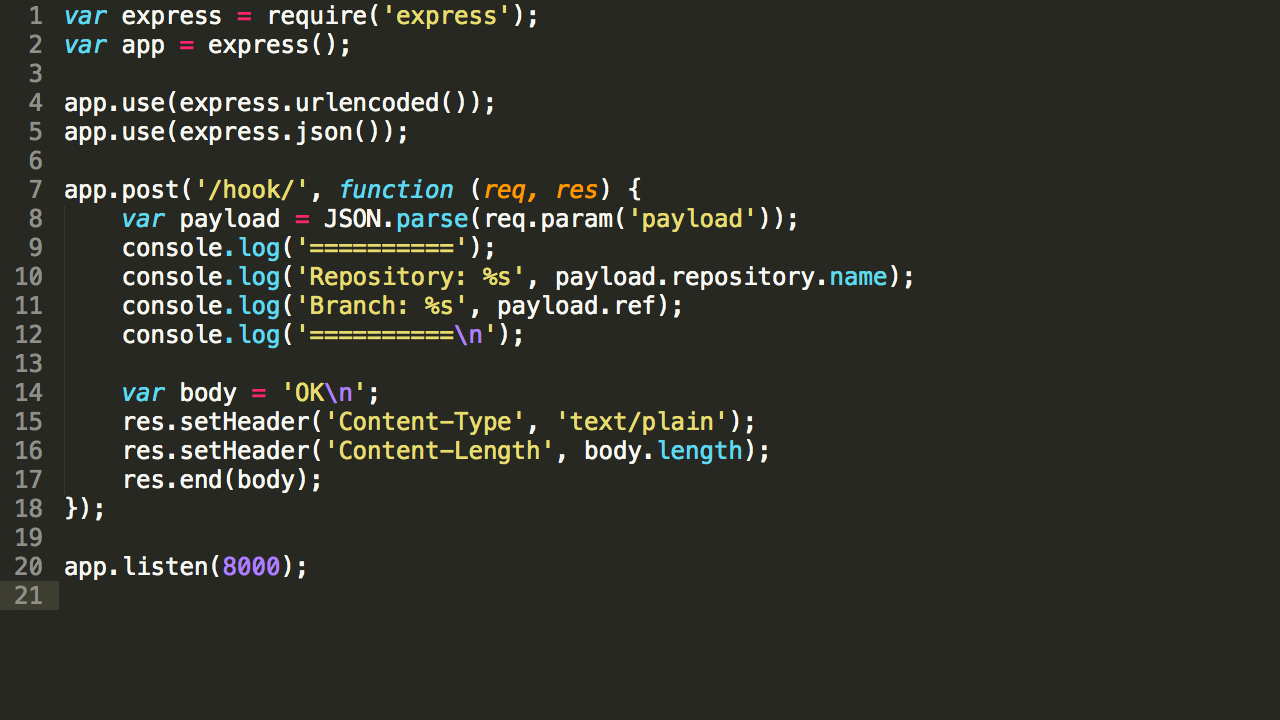 1 var express = require('express');
2 var app = express();
3
4 app.use(express.urlencoded());
5 app.use(express.json());
6
7 app.post('/hook/', function (req, res) {
8     var payload = JSON.parse(req.param('payload'));
9     console.log('==========');
10     console.log('Repository: %s', payload.repository.name);
11     console.log('Branch: %s', payload.ref);
12     console.log('==========\n');
13
14     var body = 'OK\n';
15     res.setHeader('Content-Type', 'text/plain');
16     res.setHeader('Content-Length', body.length);
17     res.end(body);
18 });
19
20 app.listen(8000);
21